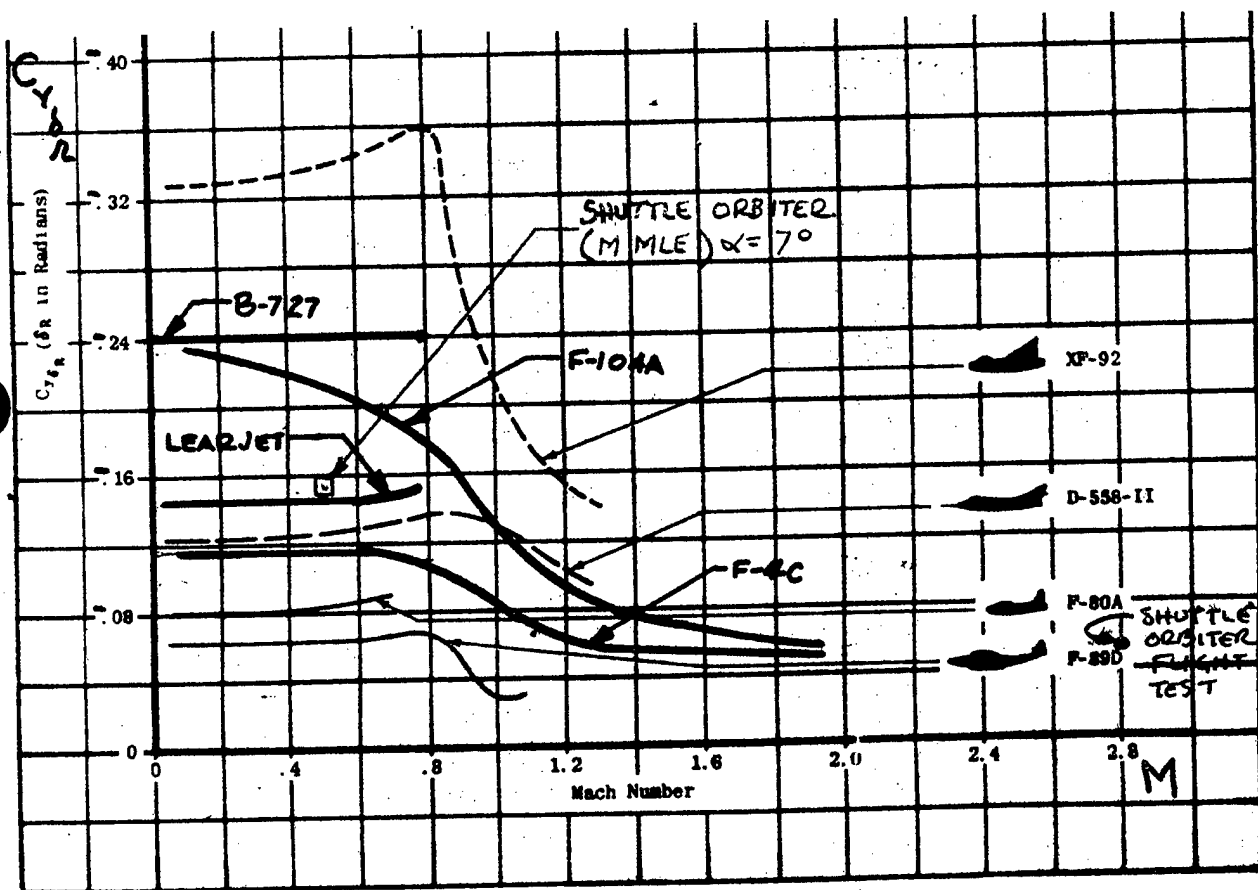 C_Y_δ_R
C_y_δ_R (δ_R in Radians)
-.40
-.32
-.24
-.16
-.08
0
SHUTTLE ORBITER
(M MLE) α = 7°
B-727
F-104A
LEARJET
F-4C
XF-92
D-558-II
F-80A
F-89D
SHUTTLE
ORBITER
FLIGHT
TEST
0 .4 .8 1.2 1.6 2.0 2.4 2.8
M
Mach Number